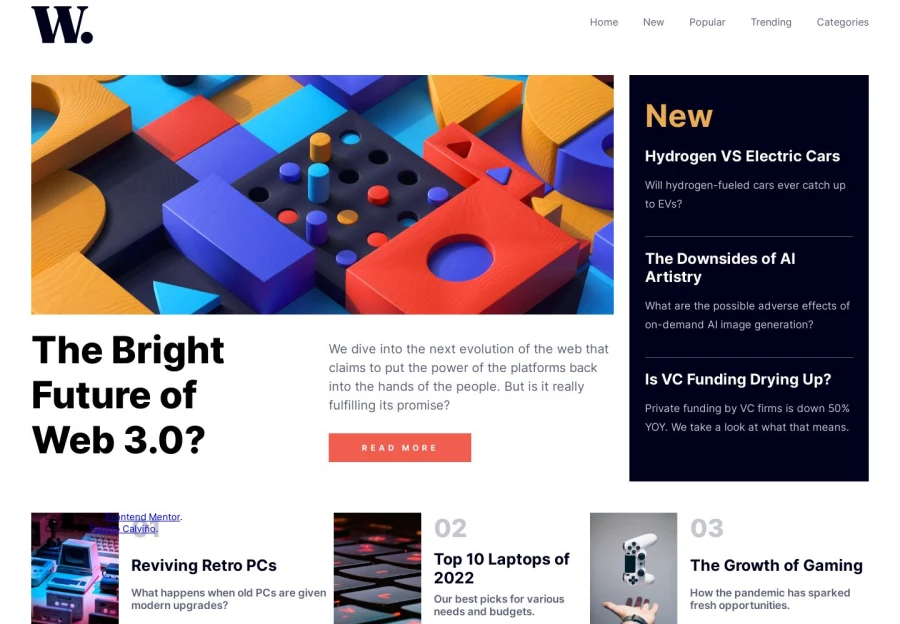 W.
Home New Popular Trending Categories
The Bright
Future of
Web 3.0?
We dive into the next evolution of the web that
claims to put the power of the platforms back
into the hands of the people. But is it really
fulfilling its promise?
READ MORE
New
Hydrogen VS Electric Cars
Will hydrogen-fueled cars ever catch up
to EVs?
The Downsides of AI
Artistry
What are the possible adverse effects of
on-demand AI image generation?
Is VC Funding Drying Up?
Private funding by VC firms is down 50%
YOY. We take a look at what that means.
Mentor.
Calviño.
01
Reviving Retro PCs
What happens when old PCs are given
modern upgrades?
02
Top 10 Laptops of
2022
Our best picks for various
needs and budgets.
03
The Growth of Gaming
How the pandemic has sparked
fresh opportunities.